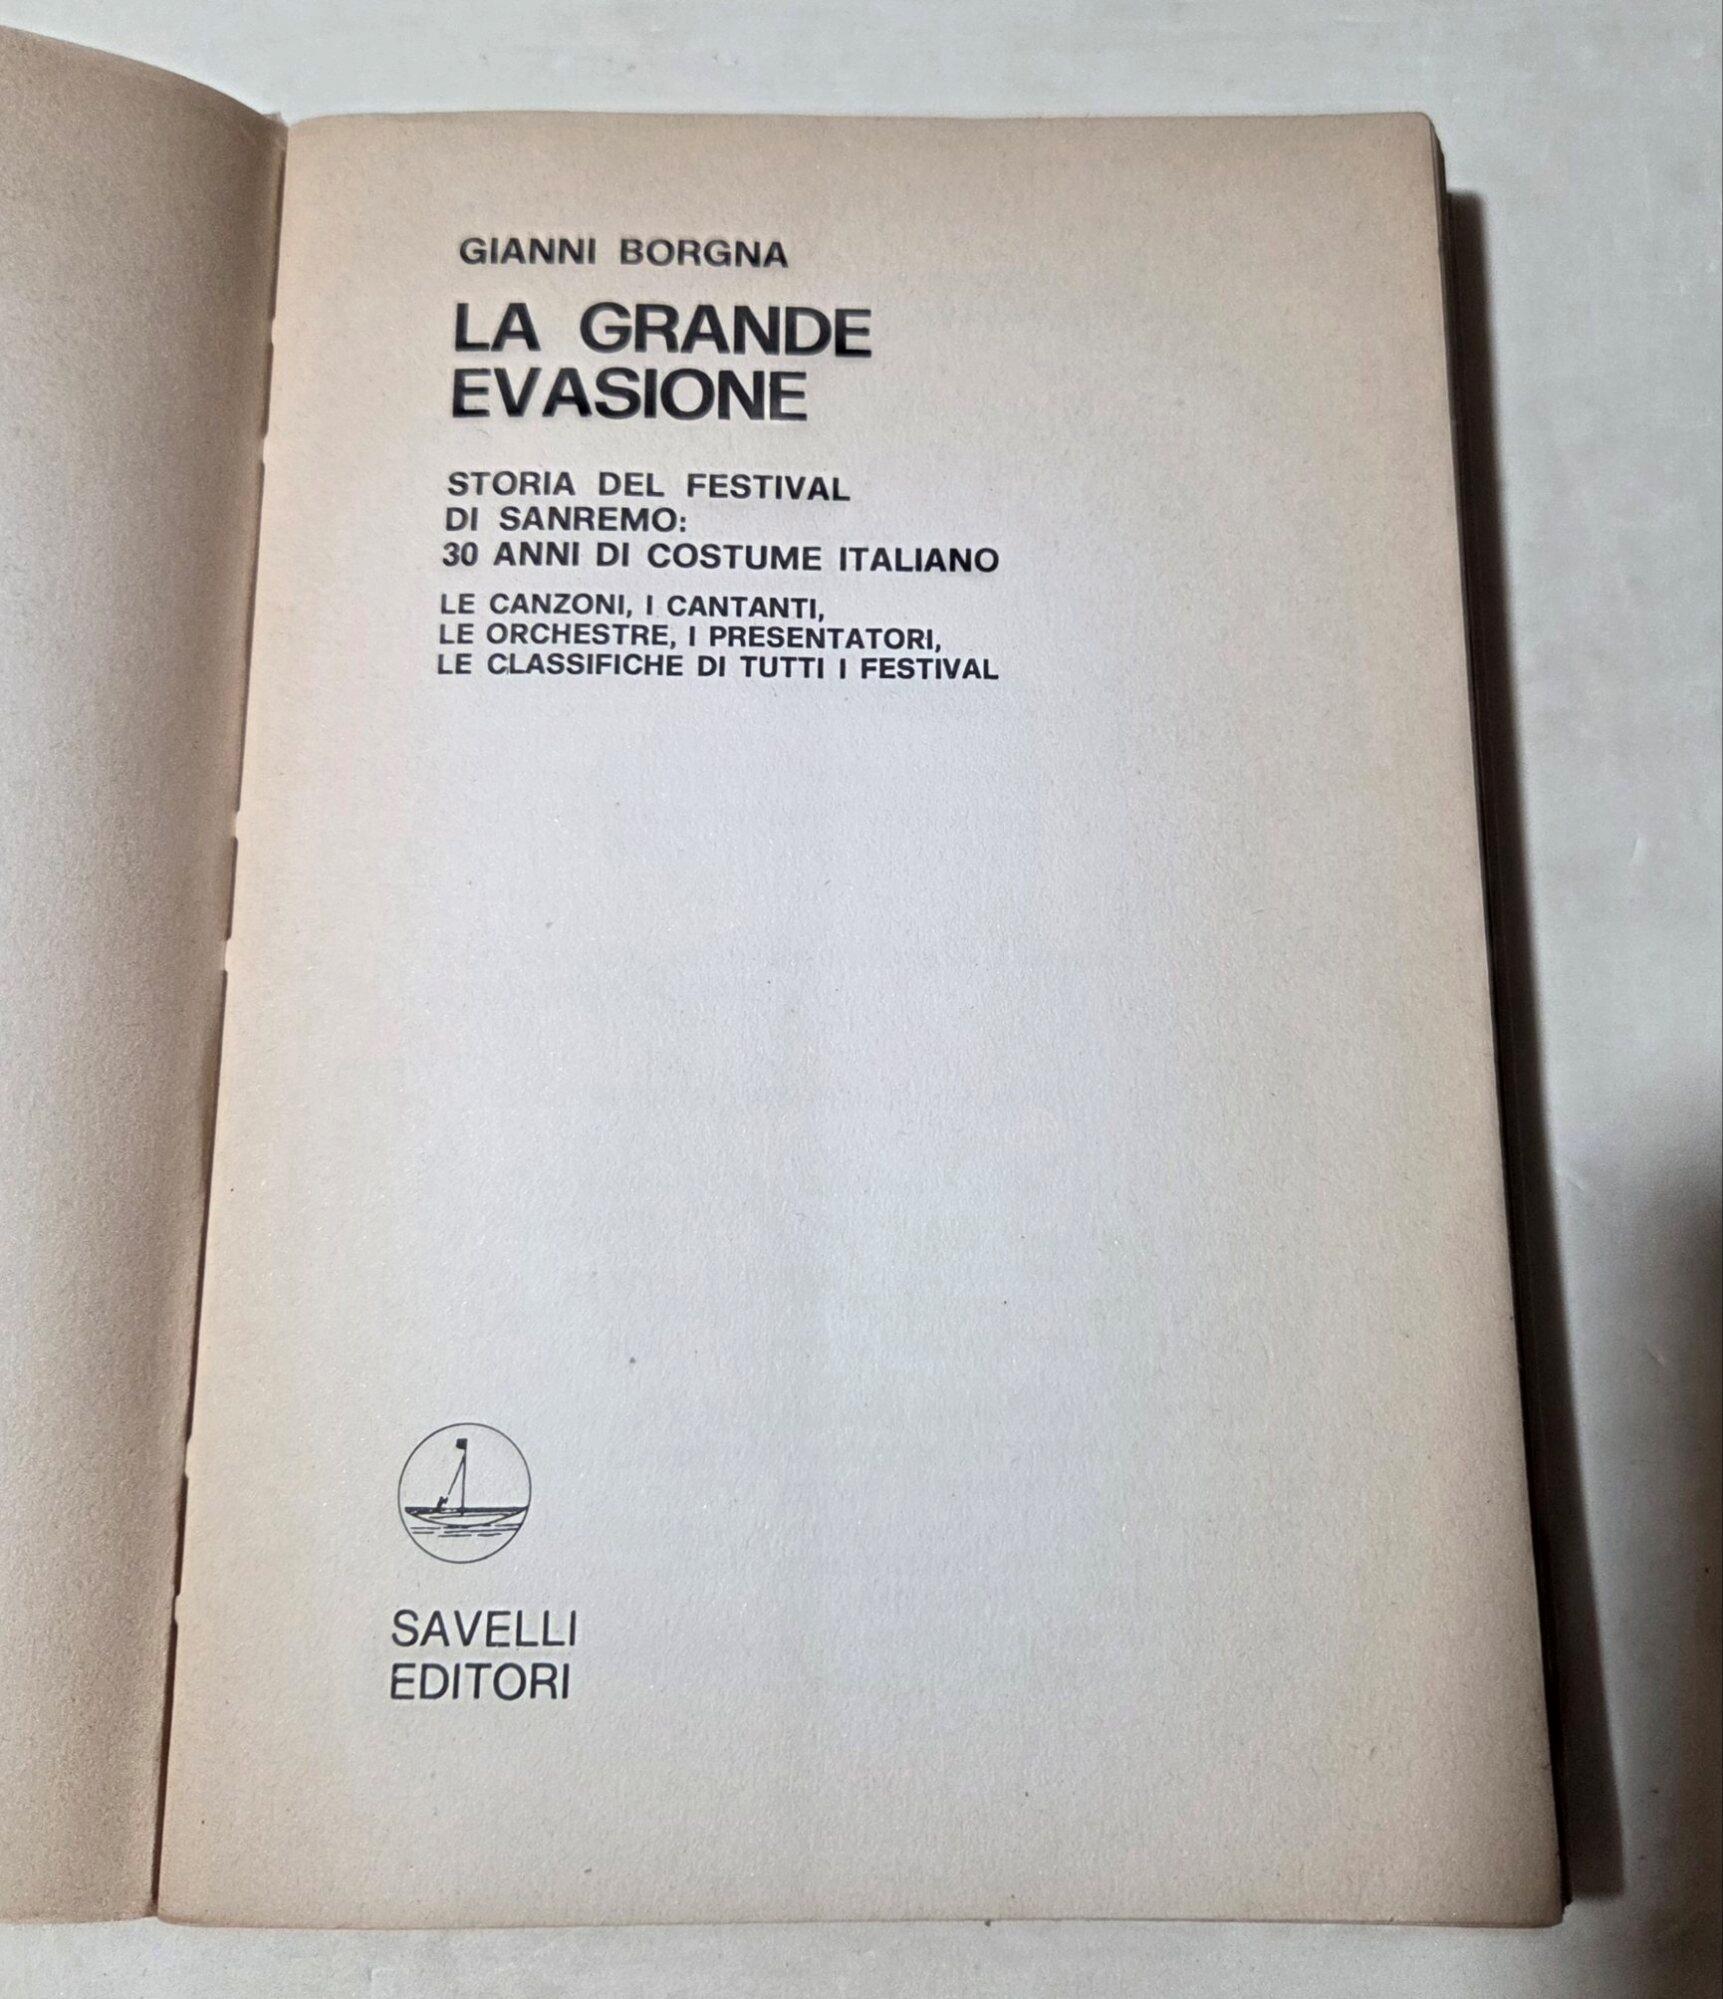 GIANNI BORGNA
LA GRANDE
EVASIONE
STORIA DEL FESTIVAL
DI SANREMO:
30 ANNI DI COSTUME ITALIANO
LE CANZONI, I CANTANTI,
LE ORCHESTRE, I PRESENTATORI,
LE CLASSIFICHE DI TUTTI I FESTIVAL
SAVELLI
EDITORI